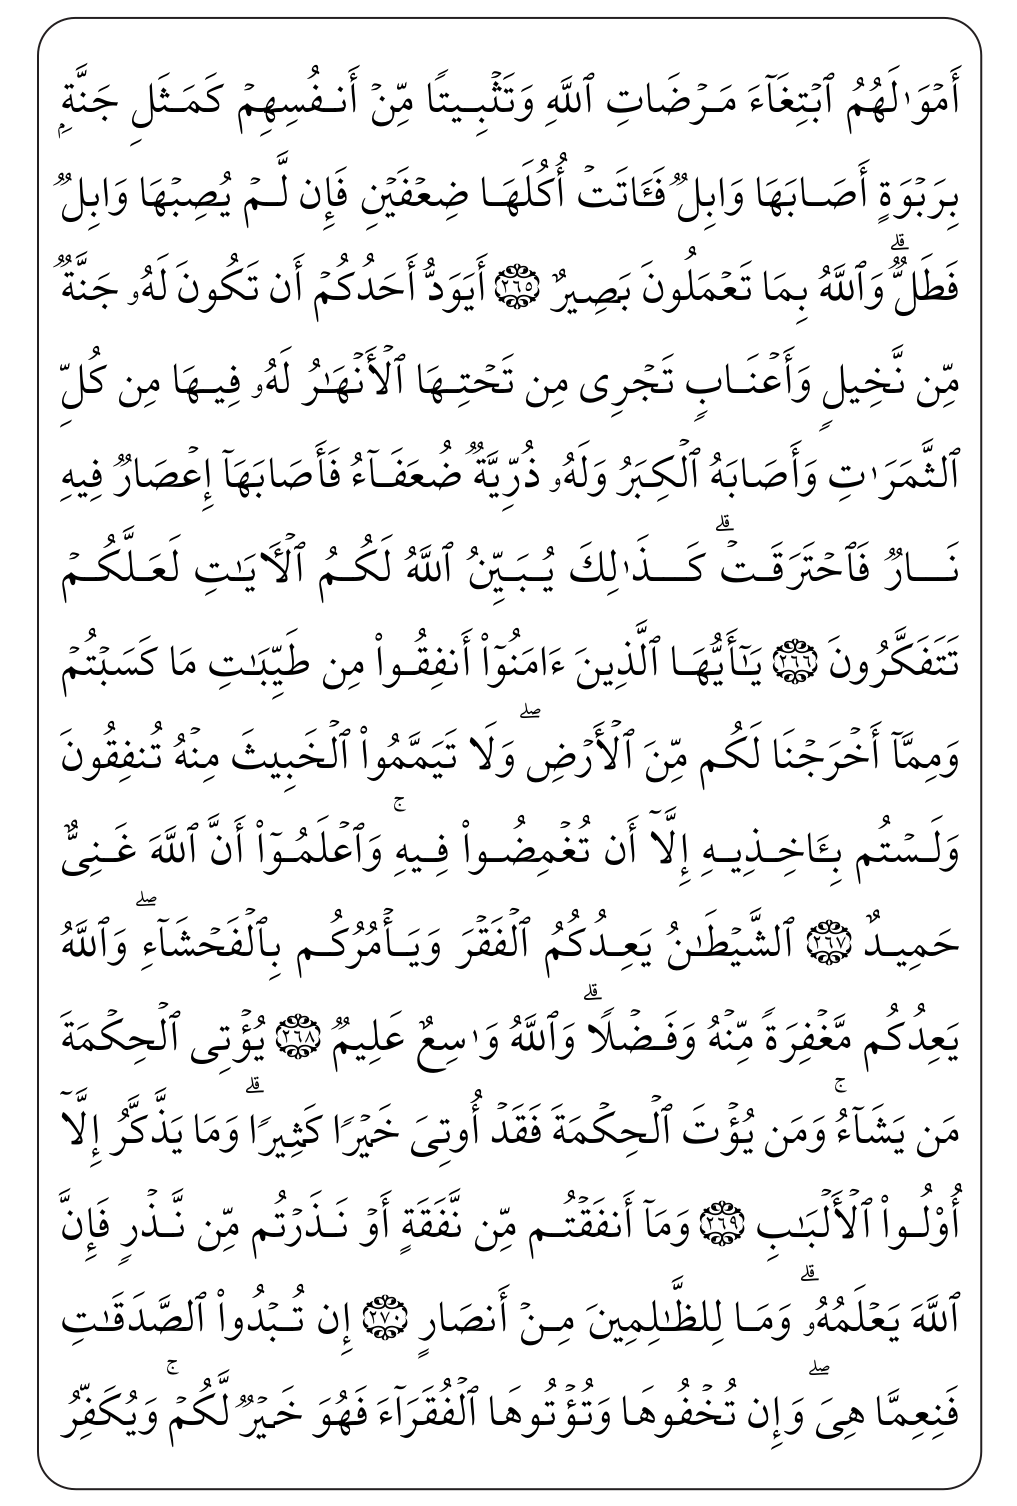 أَمۡوَٰلَهُمُ ٱبۡتِغَآءَ مَرۡضَاتِ ٱللَّهِ وَتَثۡبِيتٗا مِّنۡ أَنفُسِهِمۡ كَمَثَلِ جَنَّةِۭ
بِرَبۡوَةٍ أَصَابَهَا وَابِلٞ فَـَٔاتَتۡ أُكُلَهَا ضِعۡفَيۡنِ فَإِن لَّمۡ يُصِبۡهَا وَابِلٞ
فَطَلّٞۗ وَٱللَّهُ بِمَا تَعۡمَلُونَ بَصِيرٌ ٢٦٥ أَيَوَدُّ أَحَدُكُمۡ أَن تَكُونَ لَهُۥ جَنَّةٞ
مِّن نَّخِيلٖ وَأَعۡنَابٖ تَجۡرِي مِن تَحۡتِهَا ٱلۡأَنۡهَٰرُ لَهُۥ فِيهَا مِن كُلِّ
ٱلثَّمَرَٰتِ وَأَصَابَهُ ٱلۡكِبَرُ وَلَهُۥ ذُرِّيَّةٞ ضُعَفَآءُ فَأَصَابَهَآ إِعۡصَارٞ فِيهِ
نَارٞ فَٱحۡتَرَقَتۡۗ كَذَٰلِكَ يُبَيِّنُ ٱللَّهُ لَكُمُ ٱلۡأٓيَٰتِ لَعَلَّكُمۡ
تَتَفَكَّرُونَ ٢٦٦ يَٰٓأَيُّهَا ٱلَّذِينَ ءَامَنُوٓاْ أَنفِقُواْ مِن طَيِّبَٰتِ مَا كَسَبۡتُمۡ
وَمِمَّآ أَخۡرَجۡنَا لَكُم مِّنَ ٱلۡأَرۡضِۖ وَلَا تَيَمَّمُواْ ٱلۡخَبِيثَ مِنۡهُ تُنفِقُونَ
وَلَسۡتُم بِـَٔاخِذِيهِ إِلَّآ أَن تُغۡمِضُواْ فِيهِۚ وَٱعۡلَمُوٓاْ أَنَّ ٱللَّهَ غَنِيٌّ
حَمِيدٌ ٢٦٧ ٱلشَّيۡطَٰنُ يَعِدُكُمُ ٱلۡفَقۡرَ وَيَأۡمُرُكُم بِٱلۡفَحۡشَآءِۖ وَٱللَّهُ
يَعِدُكُم مَّغۡفِرَةٗ مِّنۡهُ وَفَضۡلٗاۗ وَٱللَّهُ وَٰسِعٌ عَلِيمٞ ٢٦٨ يُؤۡتِي ٱلۡحِكۡمَةَ
مَن يَشَآءُۚ وَمَن يُؤۡتَ ٱلۡحِكۡمَةَ فَقَدۡ أُوتِيَ خَيۡرٗا كَثِيرٗاۗ وَمَا يَذَّكَّرُ إِلَّآ
أُوْلُواْ ٱلۡأَلۡبَٰبِ ٢٦٩ وَمَآ أَنفَقۡتُم مِّن نَّفَقَةٍ أَوۡ نَذَرۡتُم مِّن نَّذۡرٖ فَإِنَّ
ٱللَّهَ يَعۡلَمُهُۥۗ وَمَا لِلظَّٰلِمِينَ مِنۡ أَنصَارٍ ٢٧٠ إِن تُبۡدُواْ ٱلصَّدَقَٰتِ
فَنِعِمَّا هِيَۖ وَإِن تُخۡفُوهَا وَتُؤۡتُوهَا ٱلۡفُقَرَآءَ فَهُوَ خَيۡرٞ لَّكُمۡۚ وَيُكَفِّرُ